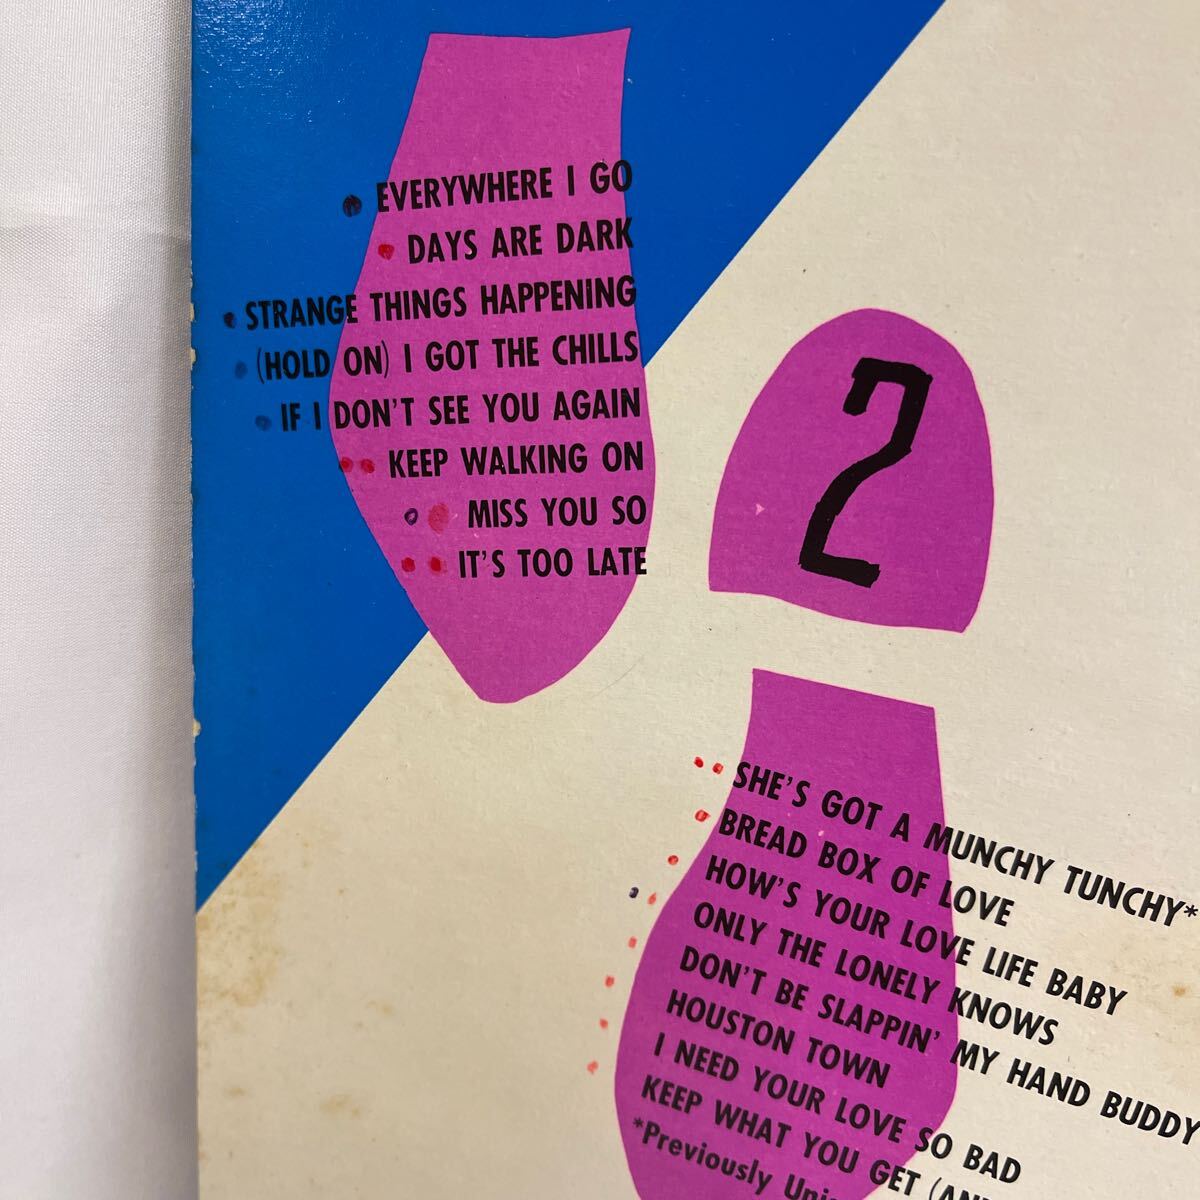 EVERYWHERE I GO
DAYS ARE DARK
STRANGE THINGS HAPPENING
(HOLD ON) I GOT THE CHILLS
IF I DON'T SEE YOU AGAIN
KEEP WALKING ON
MISS YOU SO
IT'S TOO LATE
2
SHE'S GOT A MUNCHY TUNCHY*
BREAD BOX OF LOVE
HOW'S YOUR LOVE LIFE BABY
ONLY THE LONELY KNOWS
DON'T BE SLAPPIN' MY HAND BUDDY
HOUSTON TOWN
I NEED YOUR LOVE SO BAD
KEEP WHAT YOU GET
*Previously